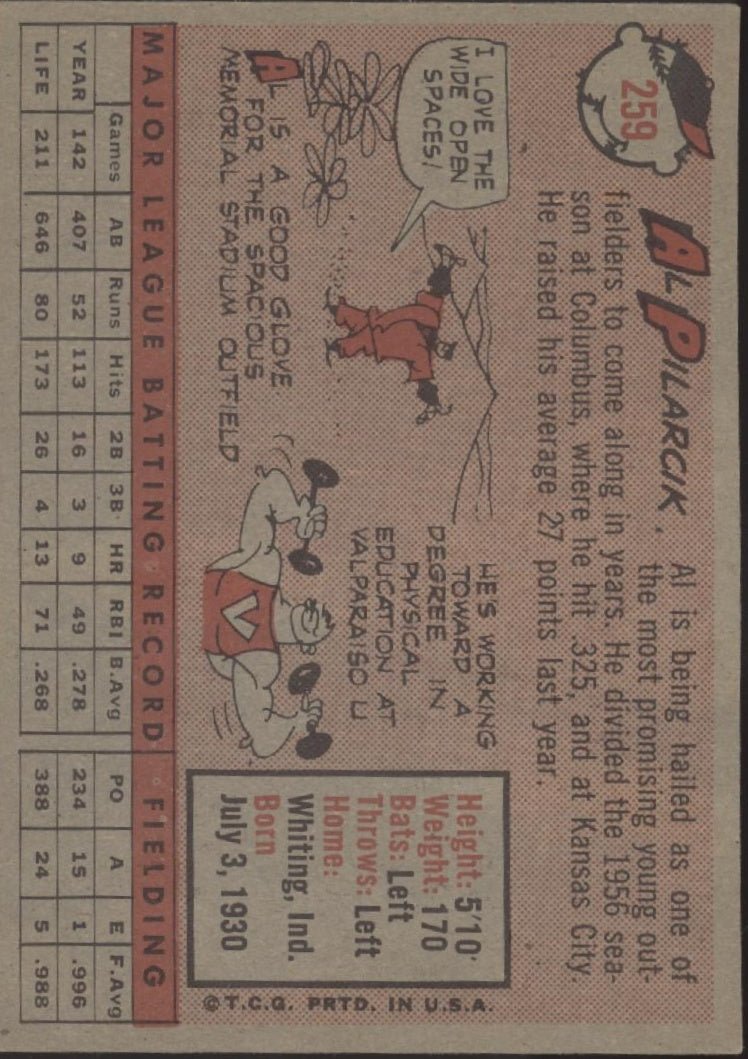 259
AL PILARCIK
Al is being hailed as one of
the most promising young out-
fielders to come along in years. He divided the 1956 sea-
son at Columbus, where he hit .325, and at Kansas City.
He raised his average 27 points last year.
I LOVE THE
WIDE OPEN
SPACES!
AL IS A GOOD GLOVE
FOR THE SPACIOUS
MEMORIAL STADIUM OUTFIELD
HE'S WORKING
TOWARD A
DEGREE IN
PHYSICAL
EDUCATION AT
VALPARAISO U
V
Height: 5'10"
Weight: 170
Bats: Left
Throws: Left
Home:
Whiting, Ind.
Born
July 3, 1930
©T.C.G. PRTD. IN U.S.A.
MAJOR LEAGUE BATTING RECORD FIELDING
Games AB Runs Hits 2B 3B HR RBI B.Avg PO A E F.Avg
YEAR 142 407 52 113 16 3 9 49 .278 234 15 1 .996
LIFE 211 646 80 173 26 4 13 71 .268 388 24 5 .988